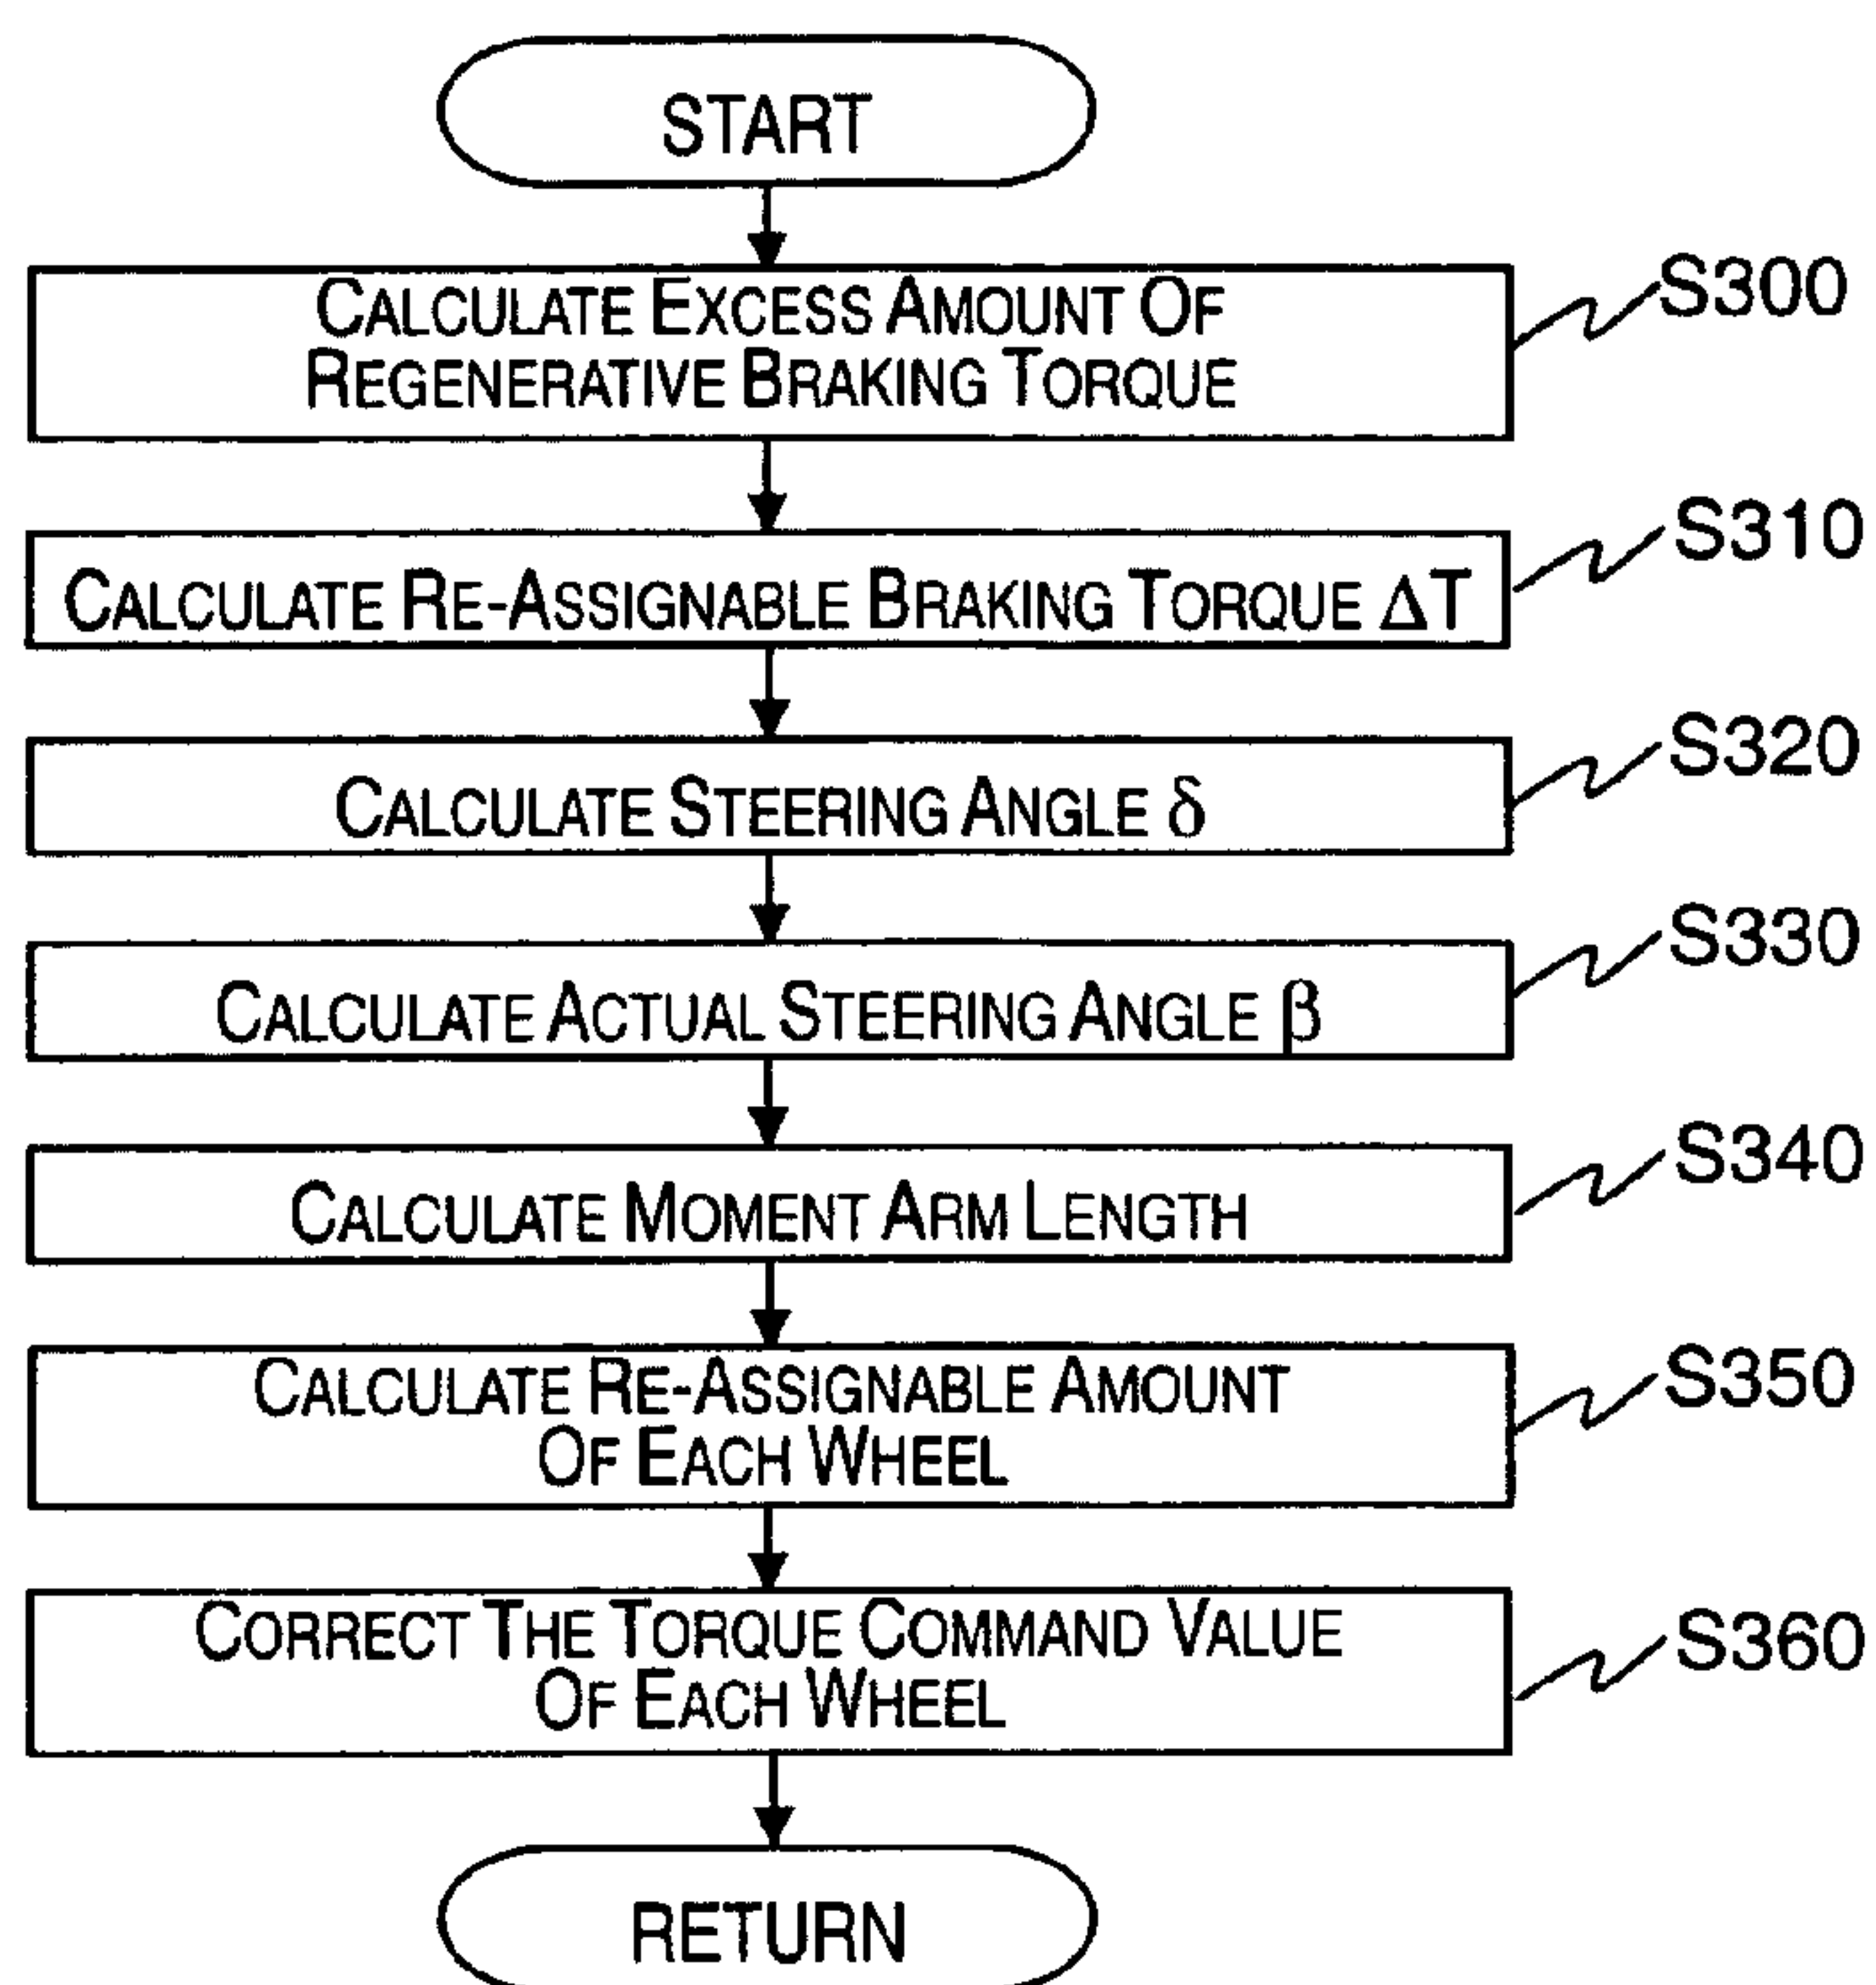 START
CALCULATE EXCESS AMOUNT OF
REGENERATIVE BRAKING TORQUE
S300
CALCULATE RE-ASSIGNABLE BRAKING TORQUE ΔT
S310
CALCULATE STEERING ANGLE δ
S320
CALCULATE ACTUAL STEERING ANGLE β
S330
CALCULATE MOMENT ARM LENGTH
S340
CALCULATE RE-ASSIGNABLE AMOUNT
OF EACH WHEEL
S350
CORRECT THE TORQUE COMMAND VALUE
OF EACH WHEEL
S360
RETURN